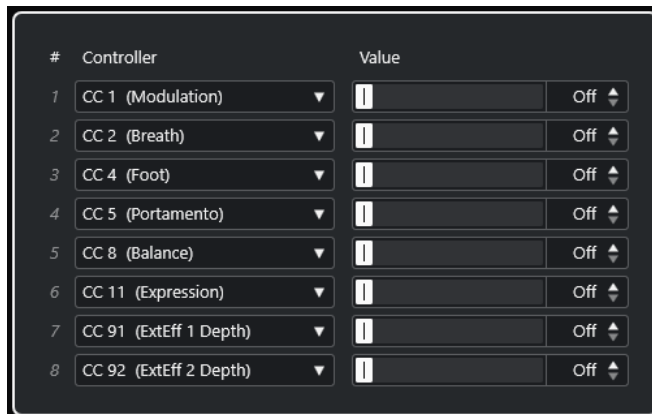 # Controller Value
1 CC 1 (Modulation) Off
2 CC 2 (Breath) Off
3 CC 4 (Foot) Off
4 CC 5 (Portamento) Off
5 CC 8 (Balance) Off
6 CC 11 (Expression) Off
7 CC 91 (ExtEff 1 Depth) Off
8 CC 92 (ExtEff 2 Depth) Off